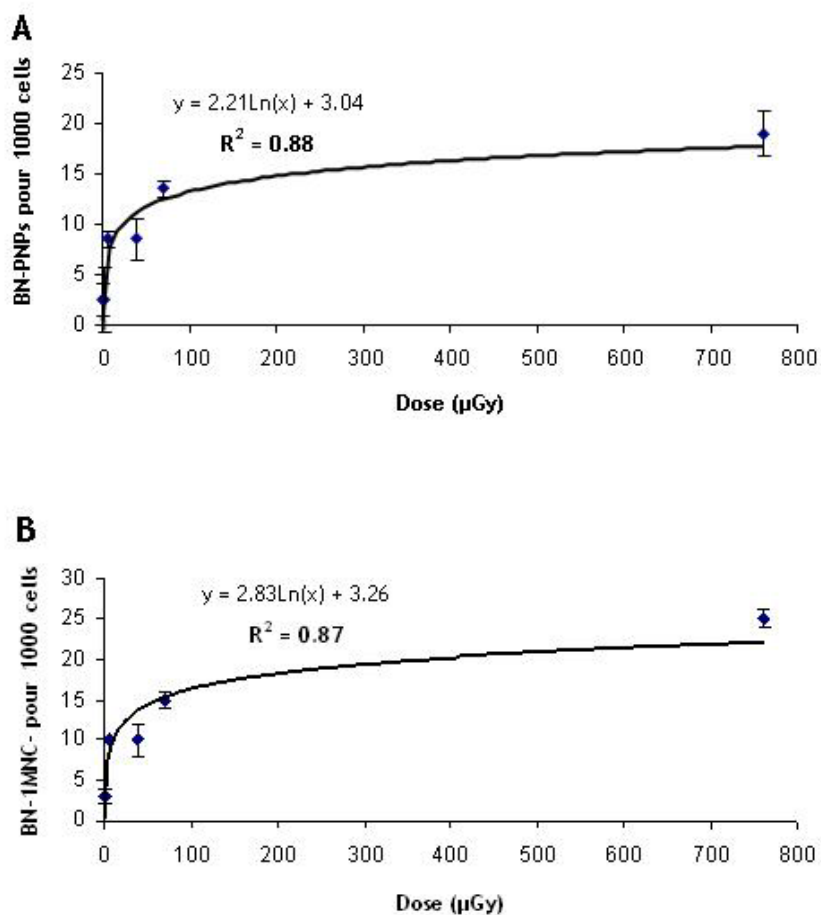 A
BN-PNPs pour 1000 cells
25
20
15
10
5
0
y = 2.21Ln(x) + 3.04
R² = 0.88
0 100 200 300 400 500 600 700 800
Dose (µGy)
B
BN-1MNC- pour 1000 cells
30
25
20
15
10
5
0
y = 2.83Ln(x) + 3.26
R² = 0.87
0 100 200 300 400 500 600 700 800
Dose (µGy)